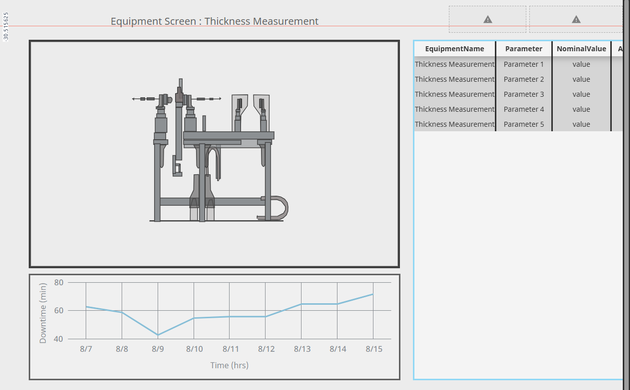 Equipment Screen : Thickness Measurement
EquipmentName Parameter NominalValue A
Thickness Measurement Parameter 1 value
Thickness Measurement Parameter 2 value
Thickness Measurement Parameter 3 value
Thickness Measurement Parameter 4 value
Thickness Measurement Parameter 5 value
Downtime (min)
80
60
40
8/7 8/8 8/9 8/10 8/11 8/12 8/13 8/14 8/15
Time (hrs)